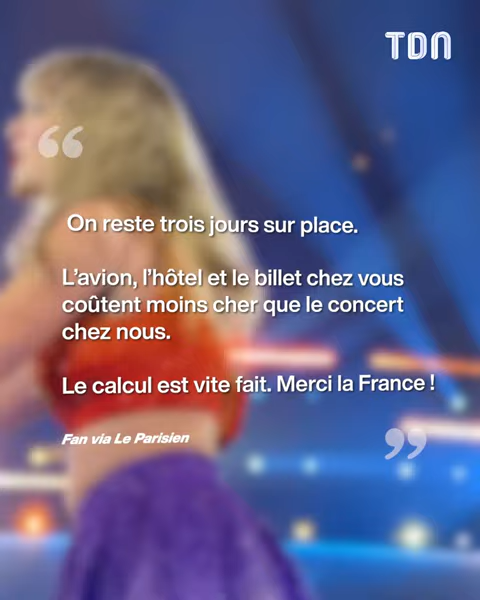 TDN
“
On reste trois jours sur place.
L’avion, l’hôtel et le billet chez vous
coûtent moins cher que le concert
chez nous.
Le calcul est vite fait. Merci la France !
Fan via Le Parisien
”